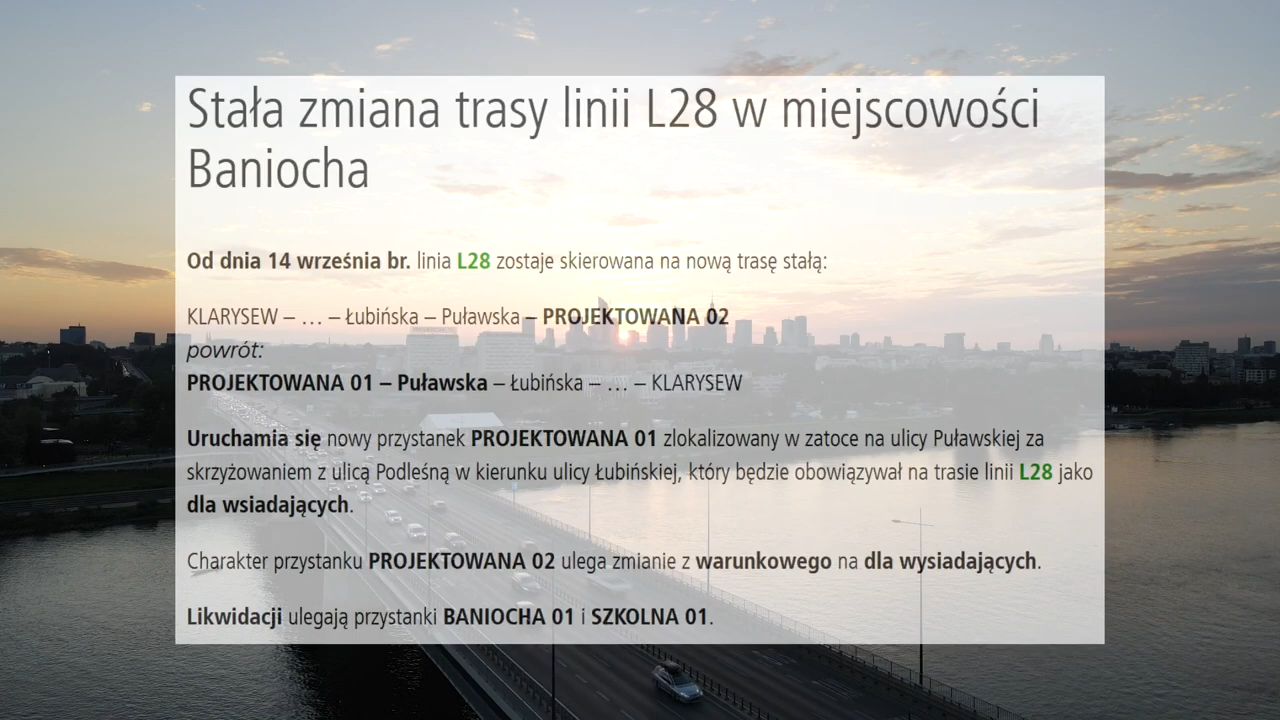 Stała zmiana trasy linii L28 w miejscowości
Baniocha
Od dnia 14 września br. linia L28 zostaje skierowana na nową trasę stałą:
KLARYSEW – … – Łubińska – Puławska – PROJEKTOWANA 02
powrót:
PROJEKTOWANA 01 – Puławska – Łubińska – … – KLARYSEW
Uruchamia się nowy przystanek PROJEKTOWANA 01 zlokalizowany w zatoce na ulicy Puławskiej za
skrzyżowaniem z ulicą Podleśną w kierunku ulicy Łubińskiej, który będzie obowiązywał na trasie linii L28 jako
dla wsiadających.
Charakter przystanku PROJEKTOWANA 02 ulega zmianie z warunkowego na dla wysiadających.
Likwidacji ulegają przystanki BANIOCHA 01 i SZKOLNA 01.